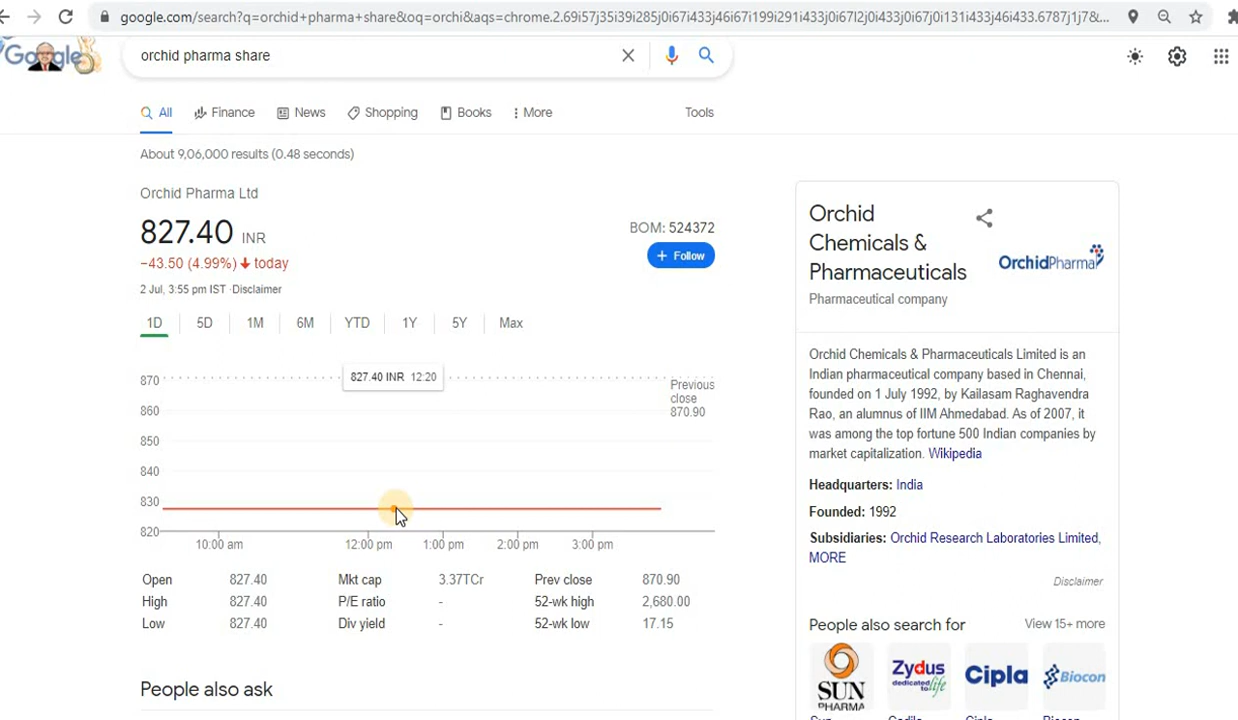 google.com/search?q=orchid+pharma+share&oq=orchi&aqs=chrome.2.69i57j35i39i285j0i67i433j46i67i199i291i433j0i67l2j0i433j0i67j0i131i433j46i433.6787j1j7&...
Google
orchid pharma share
All Finance News Shopping Books More Tools
About 9,06,000 results (0.48 seconds)
Orchid Pharma Ltd
827.40 INR
BOM: 524372
−43.50 (4.99%) today
+ Follow
2 Jul, 3:55 pm IST · Disclaimer
1D 5D 1M 6M YTD 1Y 5Y Max
827.40 INR 12:20
870
860
850
840
830
820
Previous
close
870.90
10:00 am 12:00 pm 1:00 pm 2:00 pm 3:00 pm
Open 827.40 Mkt cap 3.37TCr Prev close 870.90
High 827.40 P/E ratio - 52-wk high 2,680.00
Low 827.40 Div yield - 52-wk low 17.15
People also ask
Orchid
Chemicals &
Pharmaceuticals
OrchidPharma
Pharmaceutical company
Orchid Chemicals & Pharmaceuticals Limited is an
Indian pharmaceutical company based in Chennai,
founded on 1 July 1992, by Kailasam Raghavendra
Rao, an alumnus of IIM Ahmedabad. As of 2007, it
was among the top fortune 500 Indian companies by
market capitalization. Wikipedia
Headquarters: India
Founded: 1992
Subsidiaries: Orchid Research Laboratories Limited,
MORE
Disclaimer
People also search for View 15+ more
SUN
PHARMA
Zydus
dedicated to life
Cipla
Biocon
Sun Cadila Cipla Biocon